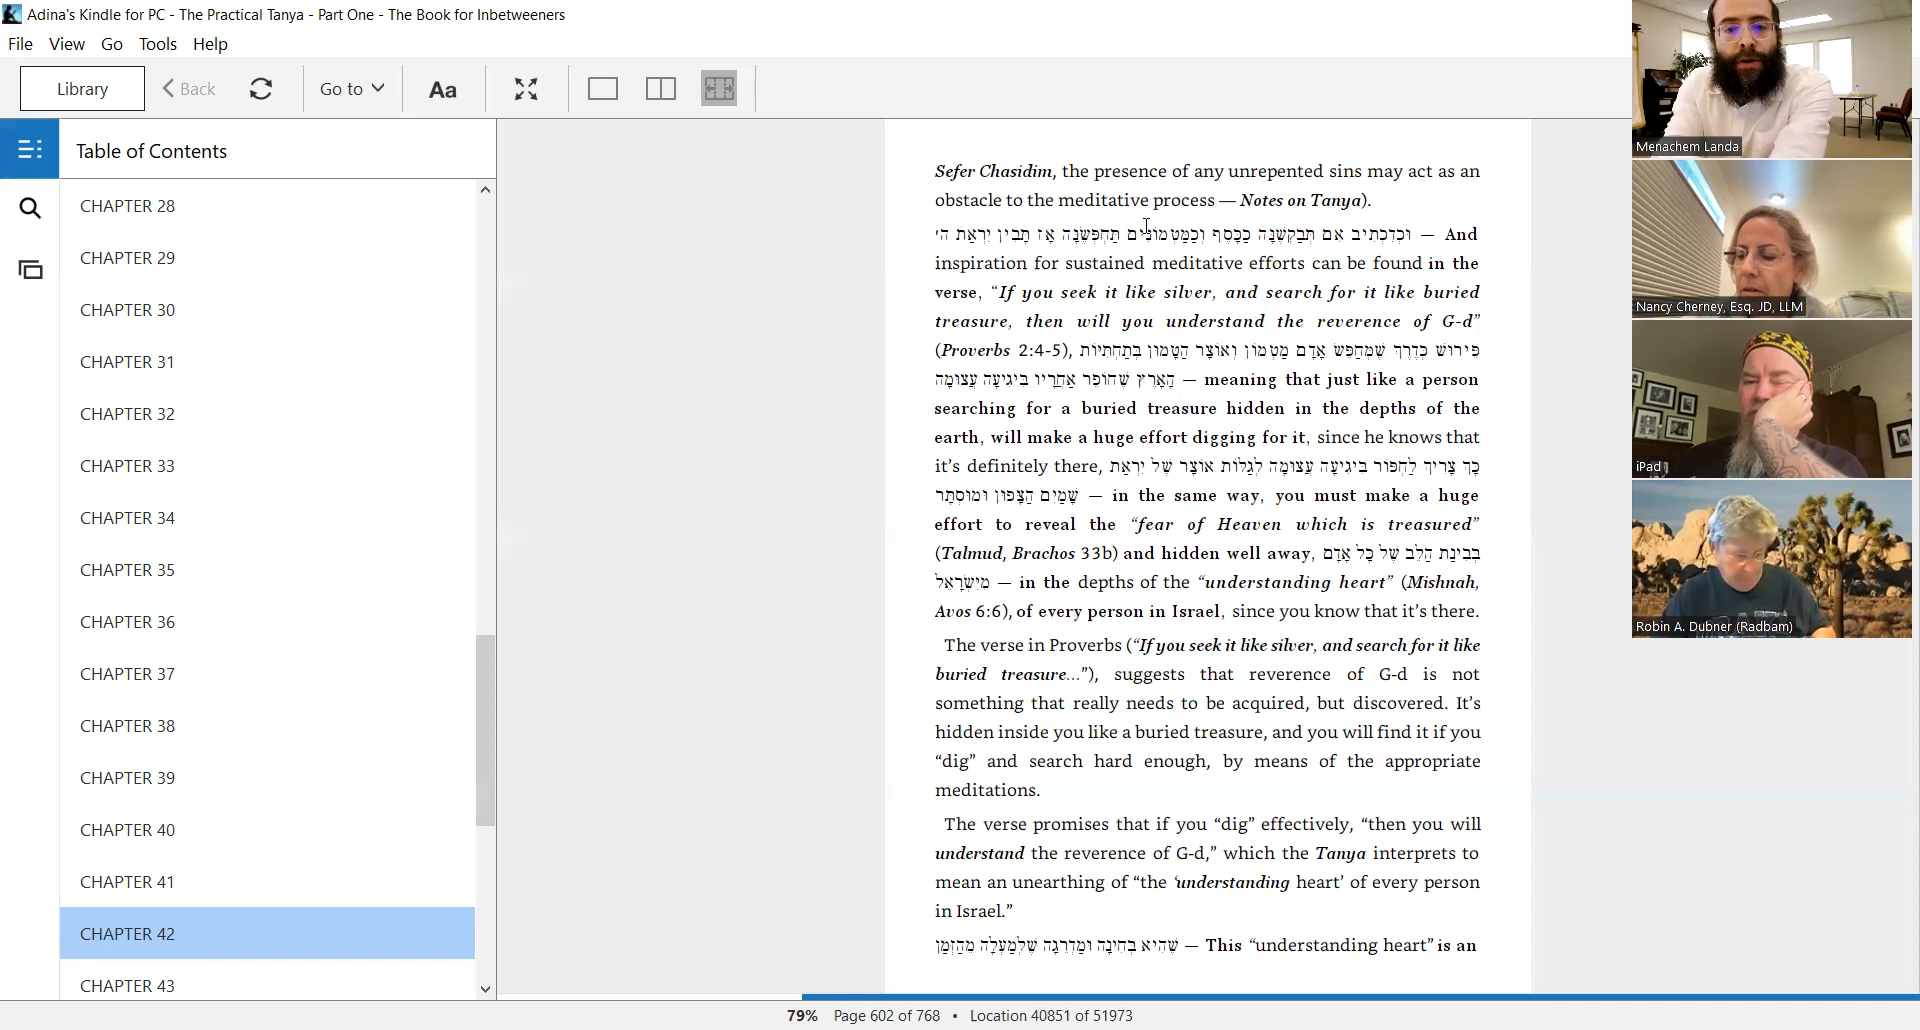 Adina's Kindle for PC - The Practical Tanya - Part One - The Book for Inbetweeners
File View Go Tools Help
Library Back Go to Aa
Table of Contents
CHAPTER 28
CHAPTER 29
CHAPTER 30
CHAPTER 31
CHAPTER 32
CHAPTER 33
CHAPTER 34
CHAPTER 35
CHAPTER 36
CHAPTER 37
CHAPTER 38
CHAPTER 39
CHAPTER 40
CHAPTER 41
CHAPTER 42
CHAPTER 43
Sefer Chasidim, the presence of any unrepented sins may act as an
obstacle to the meditative process — Notes on Tanya).
וּכְדִכְתִיב אִם תְּבַקְשֶׁנָּה כַכָּסֶף וְכַמַּטְמוֹנִים תַּחְפְּשֶׂנָּה אָז תָּבִין יִרְאַת ה' — And
inspiration for sustained meditative efforts can be found in the
verse, “If you seek it like silver, and search for it like buried
treasure, then will you understand the reverence of G-d”
(Proverbs 2:4-5), פֵּירוּשׁ כְּדֶרֶךְ שֶׁמְחַפֵּשׂ אָדָם מַטְמוֹן וְאוֹצָר הַטָּמוּן בְּתַחְתִּיּוֹת
הָאָרֶץ שֶׁחוֹפֵר אַחֲרָיו בִּיגִיעָה עֲצוּמָה — meaning that just like a person
searching for a buried treasure hidden in the depths of the
earth, will make a huge effort digging for it, since he knows that
it’s definitely there, כָּךְ צָרִיךְ לַחְפּוֹר בִּיגִיעָה עֲצוּמָה לְגַלּוֹת אוֹצָר שֶׁל יִרְאַת
שָׁמַיִם הַצָּפוּן וּמוּסְתָּר — in the same way, you must make a huge
effort to reveal the “fear of Heaven which is treasured”
(Talmud, Brachos 33b) and hidden well away, בְּבִינַת הַלֵּב שֶׁל כָּל אָדָם
מִיִּשְׂרָאֵל — in the depths of the “understanding heart” (Mishnah,
Avos 6:6), of every person in Israel, since you know that it’s there.
The verse in Proverbs (“If you seek it like silver, and search for it like
buried treasure...”), suggests that reverence of G-d is not
something that really needs to be acquired, but discovered. It’s
hidden inside you like a buried treasure, and you will find it if you
“dig” and search hard enough, by means of the appropriate
meditations.
The verse promises that if you “dig” effectively, “then you will
understand the reverence of G-d,” which the Tanya interprets to
mean an unearthing of “the ‘understanding heart’ of every person
in Israel.”
שֶׁהִיא בְּחִינָה וּמַדְרֵגָה שֶׁלְּמַעְלָה מֵהַזְּמַן — This “understanding heart” is an
79% Page 602 of 768 • Location 40851 of 51973
Menachem Landa
Nancy Cherney, Esq. JD, LLM
iPad
Robin A. Dubner (Radbam)